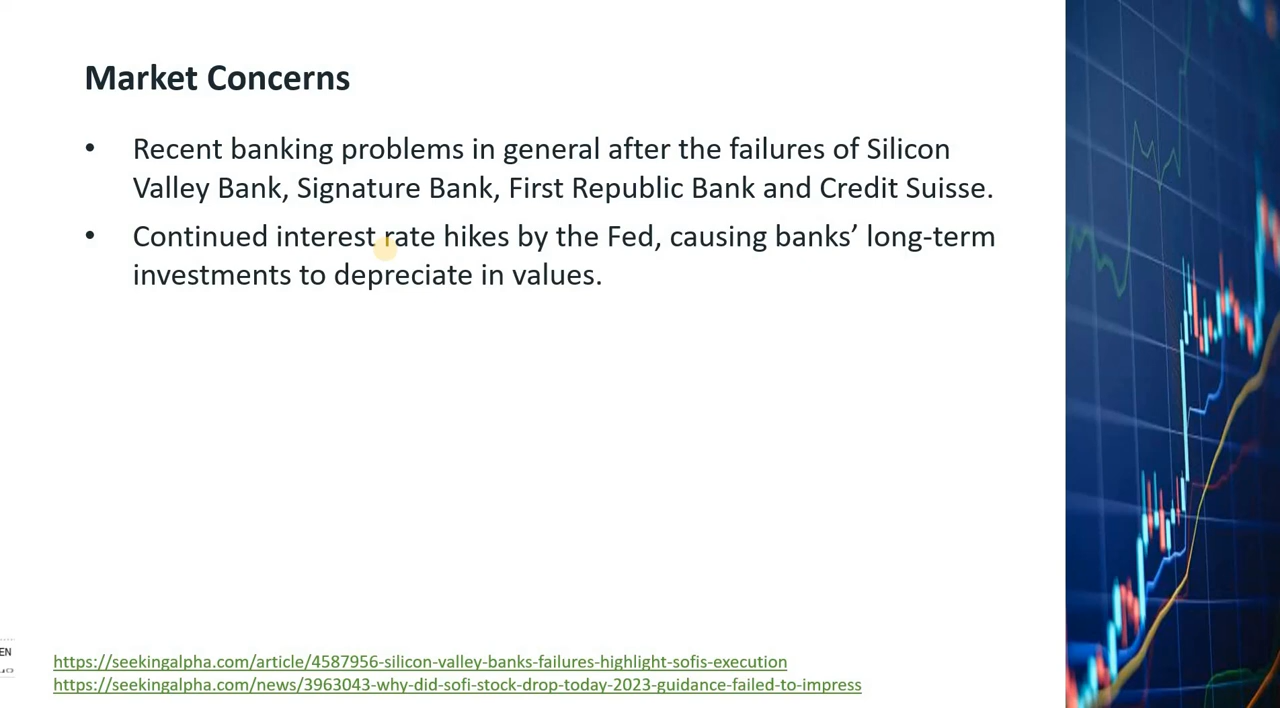 Market Concerns
• Recent banking problems in general after the failures of Silicon
Valley Bank, Signature Bank, First Republic Bank and Credit Suisse.
• Continued interest rate hikes by the Fed, causing banks’ long-term
investments to depreciate in values.
EN
https://seekingalpha.com/article/4587956-silicon-valley-banks-failures-highlight-sofis-execution
https://seekingalpha.com/news/3963043-why-did-sofi-stock-drop-today-2023-guidance-failed-to-impress